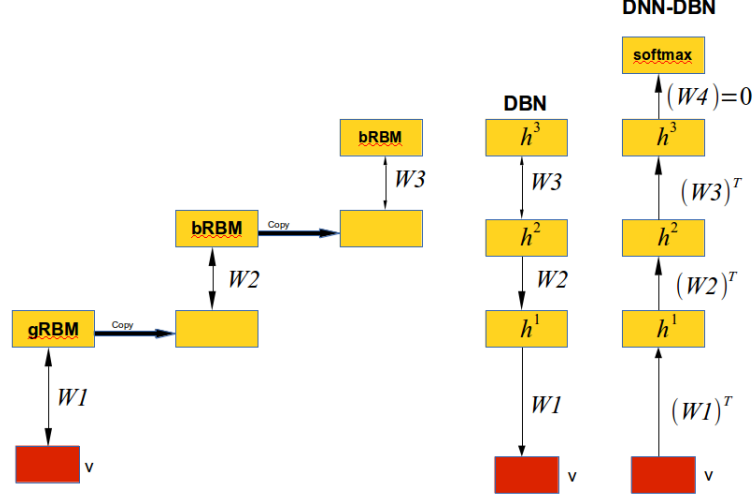 DNN-DBN
softmax
(W4)=0
DBN
bRBM
h³
h³
W3
W3
(W3)ᵀ
bRBM
Copy
h²
h²
W2
W2
(W2)ᵀ
gRBM
Copy
h¹
h¹
W1
W1
(W1)ᵀ
v
v
v